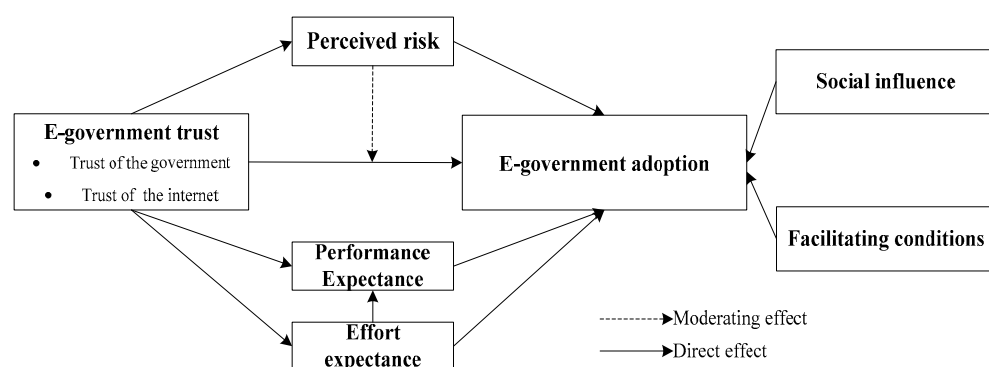 Perceived risk
Social influence
E-government trust
• Trust of the government
• Trust of the internet
E-government adoption
Performance
Expectance
Facilitating conditions
Effort
expectance
Moderating effect
Direct effect